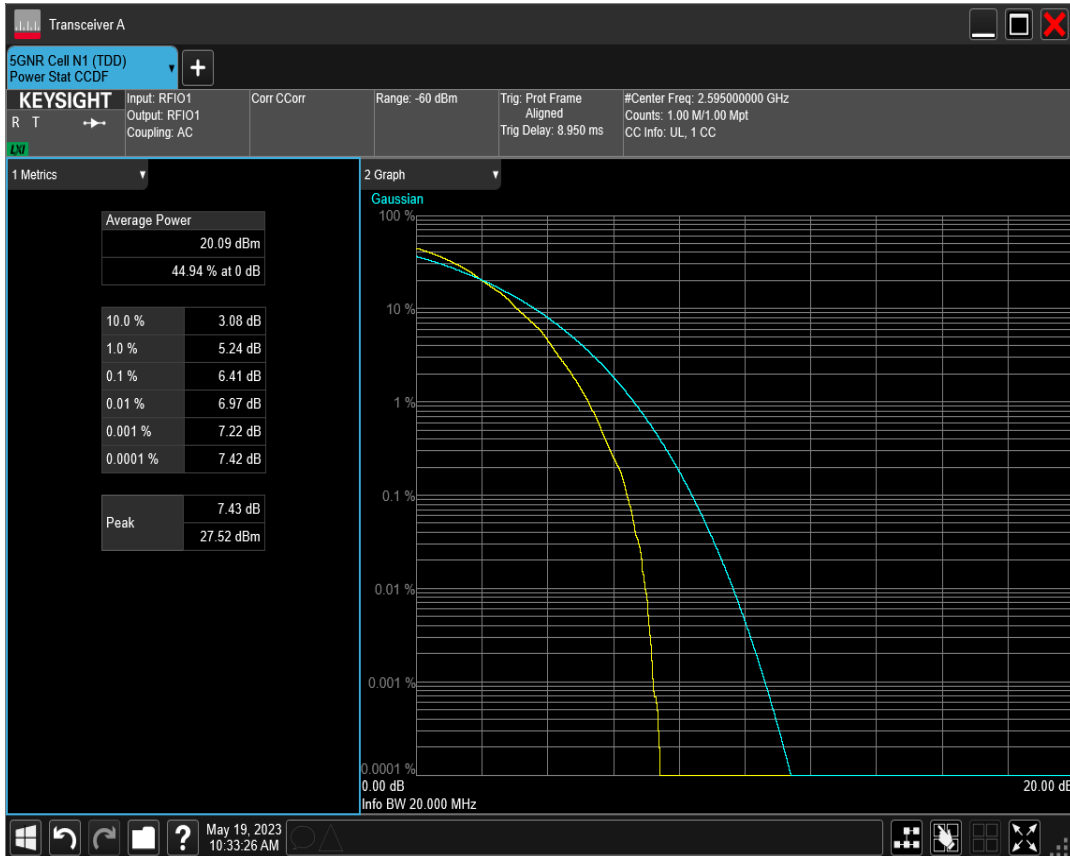 Transceiver A
5GNR Cell N1 (TDD)
Power Stat CCDF
+
KEYSIGHT
R T
LXI
Input: RFIO1
Output: RFIO1
Coupling: AC
Corr CCorr
Range: -60 dBm
Trig: Prot Frame
Aligned
Trig Delay: 8.950 ms
#Center Freq: 2.595000000 GHz
Counts: 1.00 M/1.00 Mpt
CC Info: UL, 1 CC
1 Metrics
Average Power
20.09 dBm
44.94 % at 0 dB
10.0 % 3.08 dB
1.0 % 5.24 dB
0.1 % 6.41 dB
0.01 % 6.97 dB
0.001 % 7.22 dB
0.0001 % 7.42 dB
Peak 7.43 dB
27.52 dBm
2 Graph
Gaussian
100 %
10 %
1 %
0.1 %
0.01 %
0.001 %
0.0001 %
0.00 dB 20.00 dB
Info BW 20.000 MHz
?
May 19, 2023
10:33:26 AM